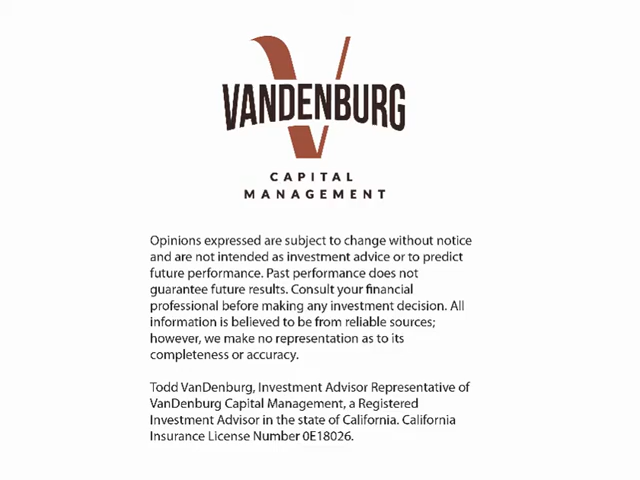 VANDENBURG
CAPITAL
MANAGEMENT
Opinions expressed are subject to change without notice
and are not intended as investment advice or to predict
future performance. Past performance does not
guarantee future results. Consult your financial
professional before making any investment decision. All
information is believed to be from reliable sources;
however, we make no representation as to its
completeness or accuracy.
Todd VanDenburg, Investment Advisor Representative of
VanDenburg Capital Management, a Registered
Investment Advisor in the state of California. California
Insurance License Number 0E18026.